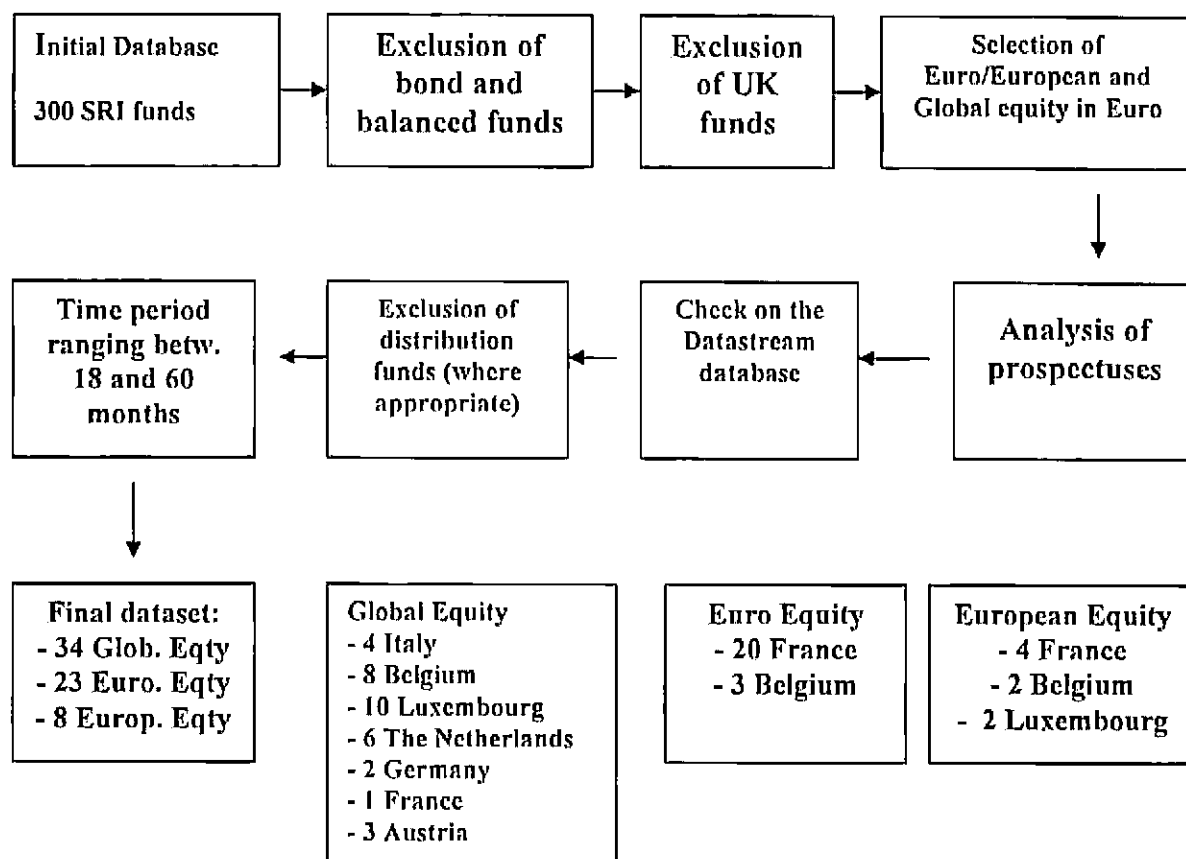 Initial Database
300 SRI funds
Exclusion of
bond and
balanced funds
Exclusion
of UK
funds
Selection of
Euro/European and
Global equity in Euro
Analysis of
prospectuses
Check on the
Datastream
database
Exclusion of
distribution
funds (where
appropriate)
Time period
ranging betw.
18 and 60
months
Final dataset:
- 34 Glob. Eqty
- 23 Euro. Eqty
- 8 Europ. Eqty
Global Equity
- 4 Italy
- 8 Belgium
- 10 Luxembourg
- 6 The Netherlands
- 2 Germany
- 1 France
- 3 Austria
Euro Equity
- 20 France
- 3 Belgium
European Equity
- 4 France
- 2 Belgium
- 2 Luxembourg